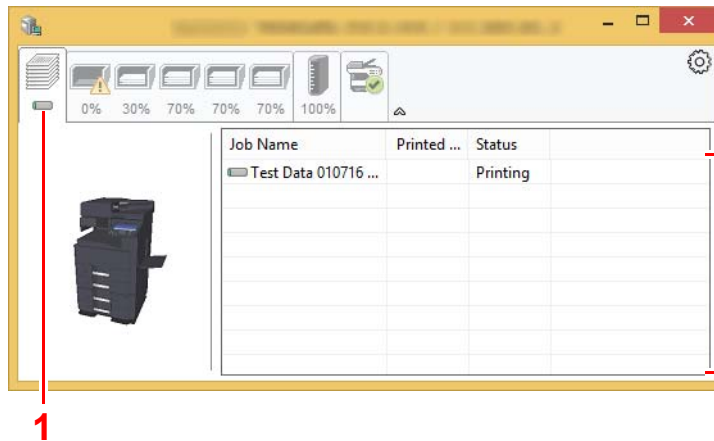 0% 30% 70% 70% 70% 100%
Job Name Printed ... Status
Test Data 010716 ... Printing
1